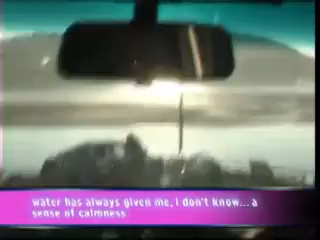 water has always given me, i don't know... a
sense of calmness